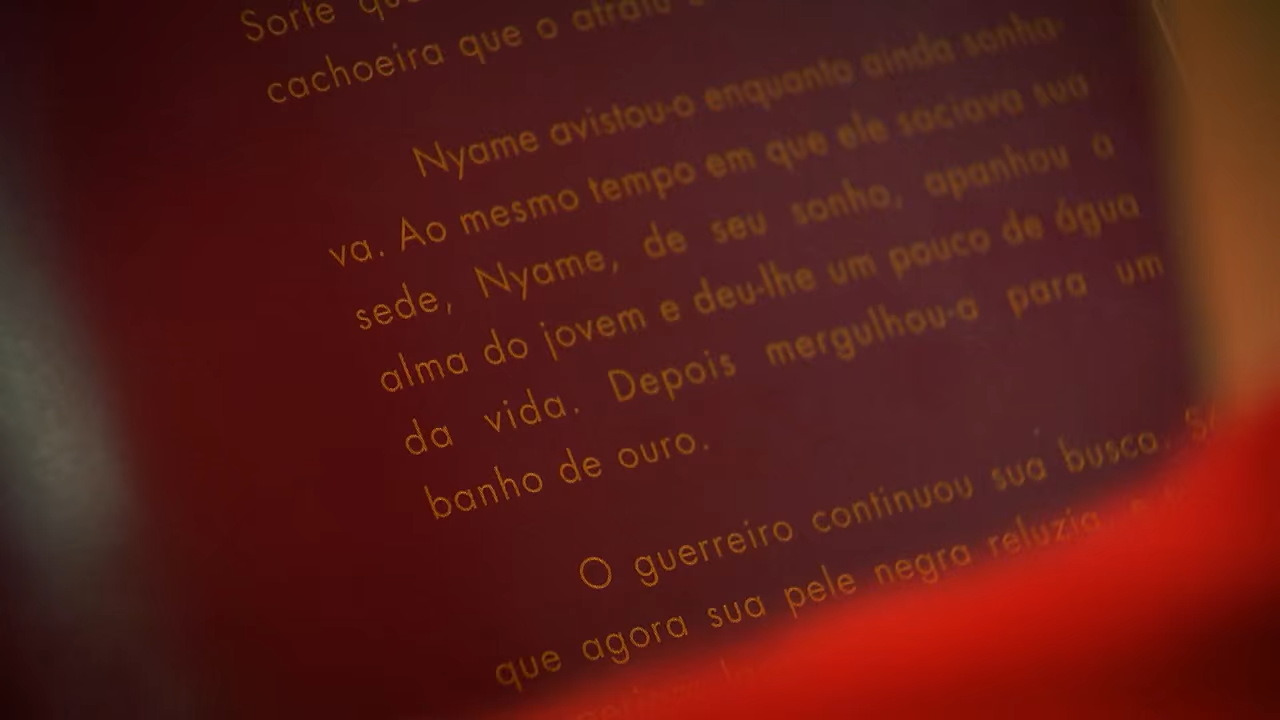 Sorte
cachoeira que o atraiu
Nyame avistou-o enquanto ainda sonha-
va. Ao mesmo tempo em que ele saciava sua
sede, Nyame, de seu sonho, apanhou a
alma do jovem e deu-lhe um pouco de água
da vida. Depois mergulhou-a para um
banho de ouro.
O guerreiro continuou sua busca.
que agora sua pele negra reluzia